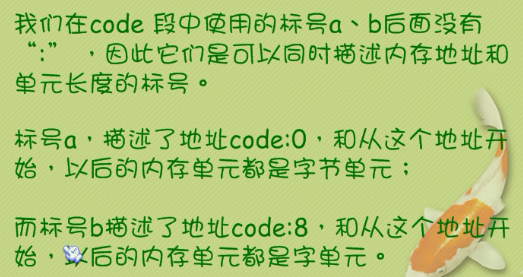 我们在code 段中使用的标号a、b后面没有
“:” ，因此它们是可以同时描述内存地址和
单元长度的标号。
标号a，描述了地址code:0，和从这个地址开
始，以后的内存单元都是字节单元；
而标号b描述了地址code:8，和从这个地址开
始，以后的内存单元都是字单元。